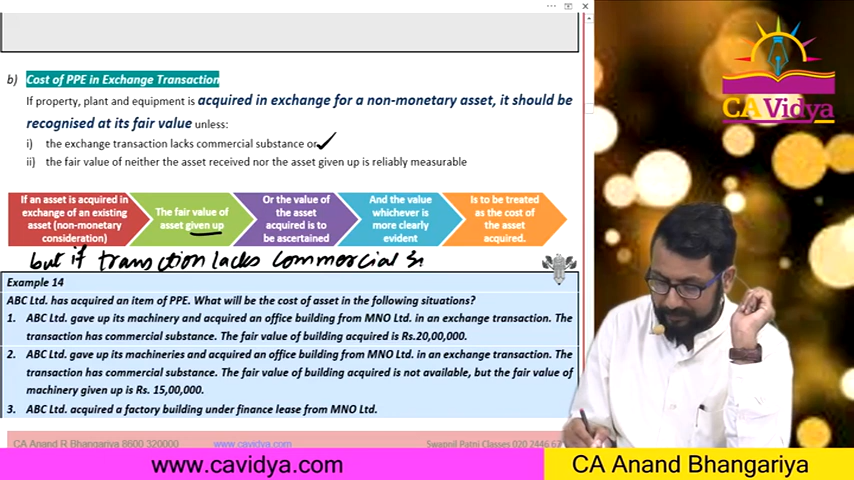 b) Cost of PPE in Exchange Transaction
If property, plant and equipment is acquired in exchange for a non-monetary asset, it should be
recognised at its fair value unless:
i) the exchange transaction lacks commercial substance or
ii) the fair value of neither the asset received nor the asset given up is reliably measurable
If an asset is acquired in
exchange of an existing
asset (non-monetary
consideration)
The fair value of
asset given up
Or the value of
the asset
acquired is to
be ascertained
And the value
whichever is
more clearly
evident
Is to be treated
as the cost of
the asset
acquired.
but if transction lacks commercial
Example 14
ABC Ltd. has acquired an item of PPE. What will be the cost of asset in the following situations?
1. ABC Ltd. gave up its machinery and acquired an office building from MNO Ltd. in an exchange transaction. The
transaction has commercial substance. The fair value of building acquired is Rs.20,00,000.
2. ABC Ltd. gave up its machineries and acquired an office building from MNO Ltd. in an exchange transaction. The
transaction has commercial substance. The fair value of building acquired is not available, but the fair value of
machinery given up is Rs. 15,00,000.
3. ABC Ltd. acquired a factory building under finance lease from MNO Ltd.
CA Anand R Bhangariya 8600 320000 www.cavidya.com Swapnil Patni Classes 020 2446
CA Vidya
www.cavidya.com
CA Anand Bhangariya